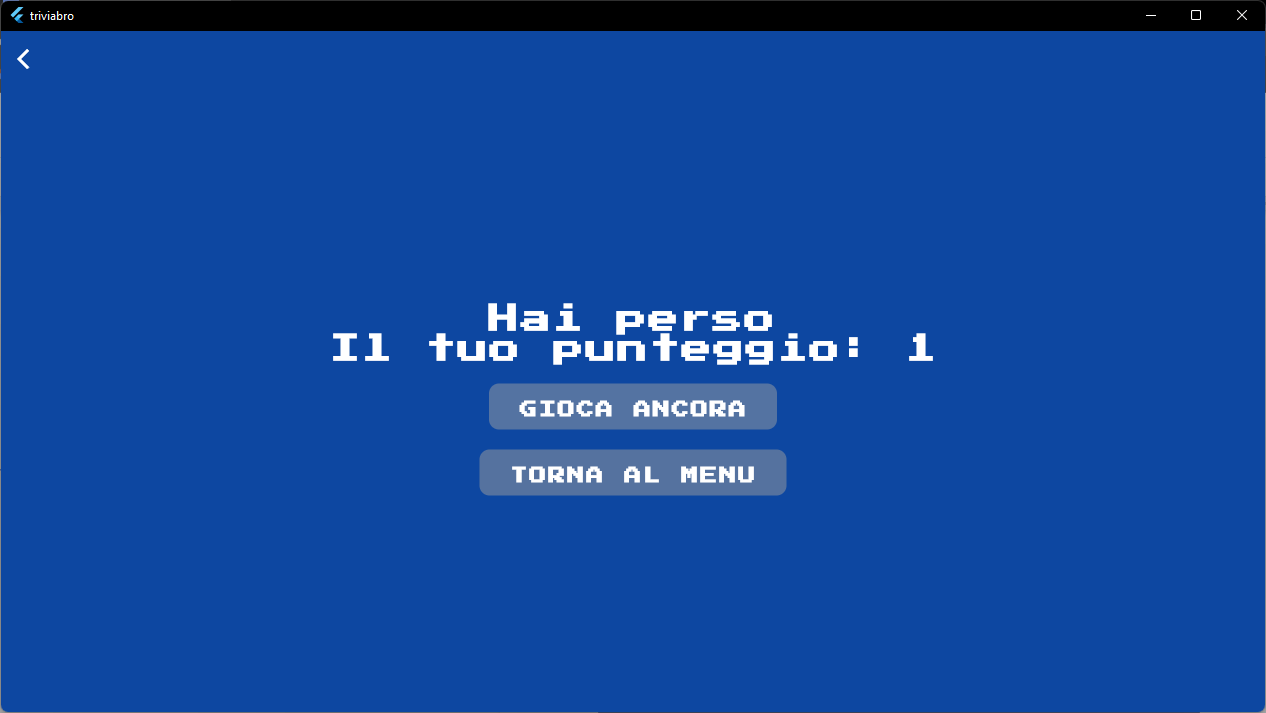 triviabro
Hai perso
Il tuo punteggio: 1
GIOCA ANCORA
TORNA AL MENU